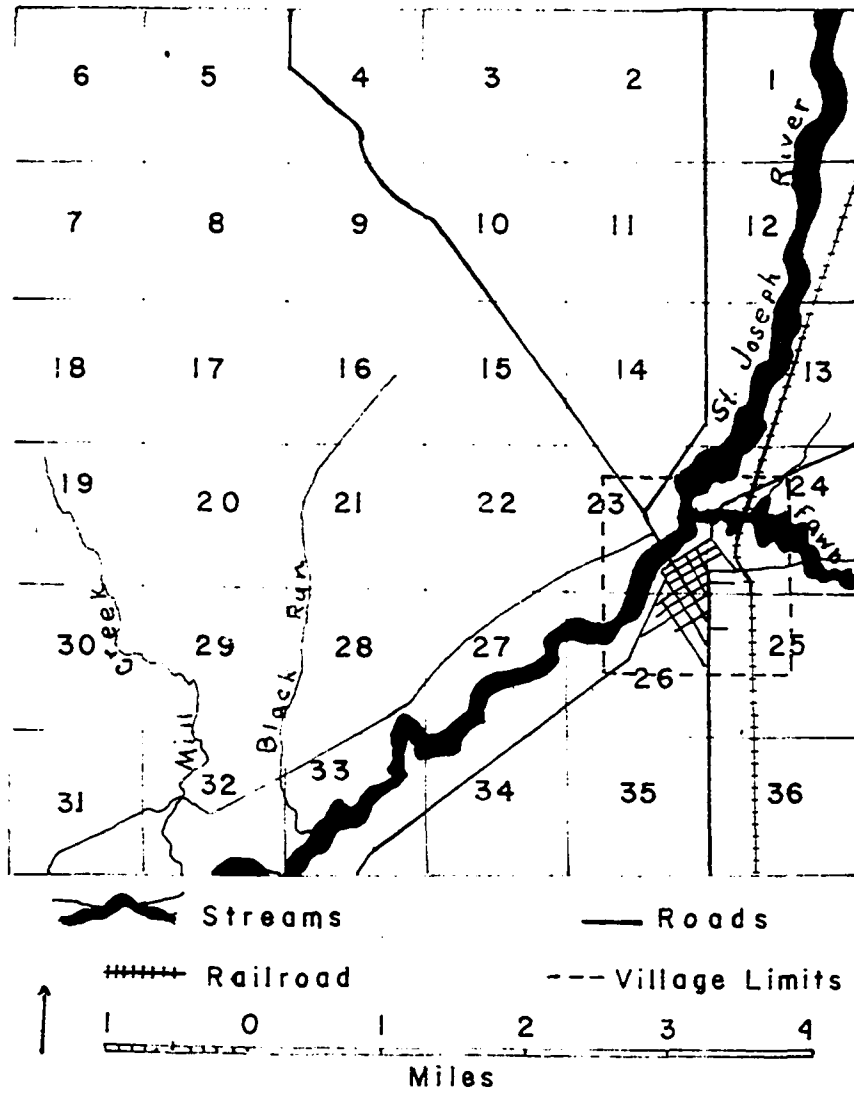 6 5 4 3 2 1
7 8 9 10 11 12
18 17 16 15 14 13
19 20 21 22 23 24
30 29 28 27 26 25
31 32 33 34 35 36
St. Joseph River
Mill Creek
Black Run
Streams
Roads
Railroad
Village Limits
1 0 1 2 3 4
Miles